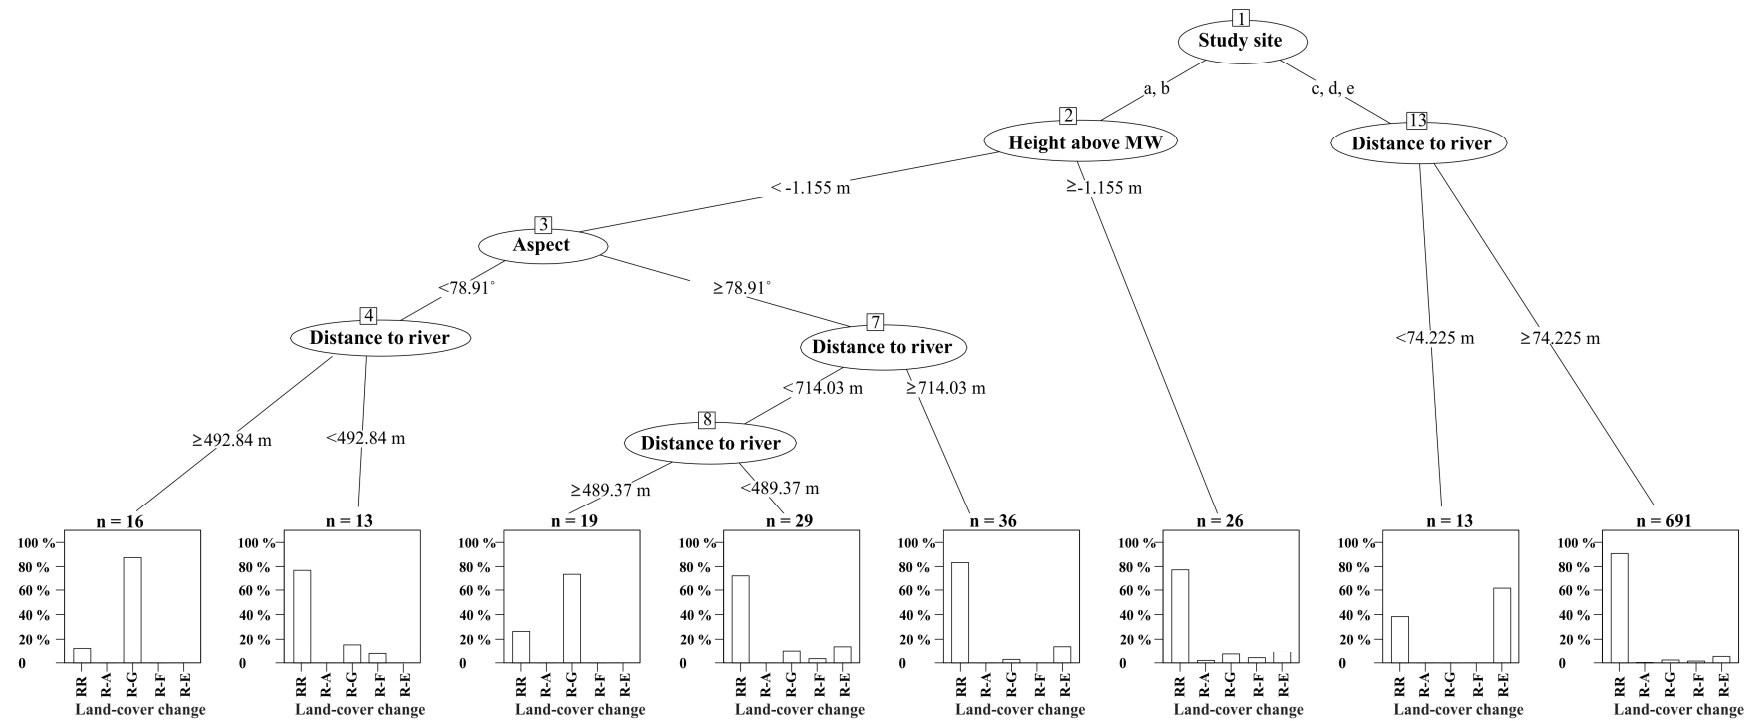 1
Study site
a, b
c, d, e
2
Height above MW
13
Distance to river
< -1.155 m
≥-1.155 m
3
Aspect
<78.91°
≥78.91°
4
Distance to river
7
Distance to river
<74.225 m
≥74.225 m
<714.03 m
≥714.03 m
8
Distance to river
≥492.84 m
<492.84 m
≥489.37 m
<489.37 m
n = 16
100 %
80 %
60 %
40 %
20 %
0
RR
R-A
R-G
R-F
R-E
Land-cover change
n = 13
100 %
80 %
60 %
40 %
20 %
0
RR
R-A
R-G
R-F
R-E
Land-cover change
n = 19
100 %
80 %
60 %
40 %
20 %
0
RR
R-A
R-G
R-F
R-E
Land-cover change
n = 29
100 %
80 %
60 %
40 %
20 %
0
RR
R-A
R-G
R-F
R-E
Land-cover change
n = 36
100 %
80 %
60 %
40 %
20 %
0
RR
R-A
R-G
R-F
R-E
Land-cover change
n = 26
100 %
80 %
60 %
40 %
20 %
0
RR
R-A
R-G
R-F
R-E
Land-cover change
n = 13
100 %
80 %
60 %
40 %
20 %
0
RR
R-A
R-G
R-F
R-E
Land-cover change
n = 691
100 %
80 %
60 %
40 %
20 %
0
RR
R-A
R-G
R-F
R-E
Land-cover change